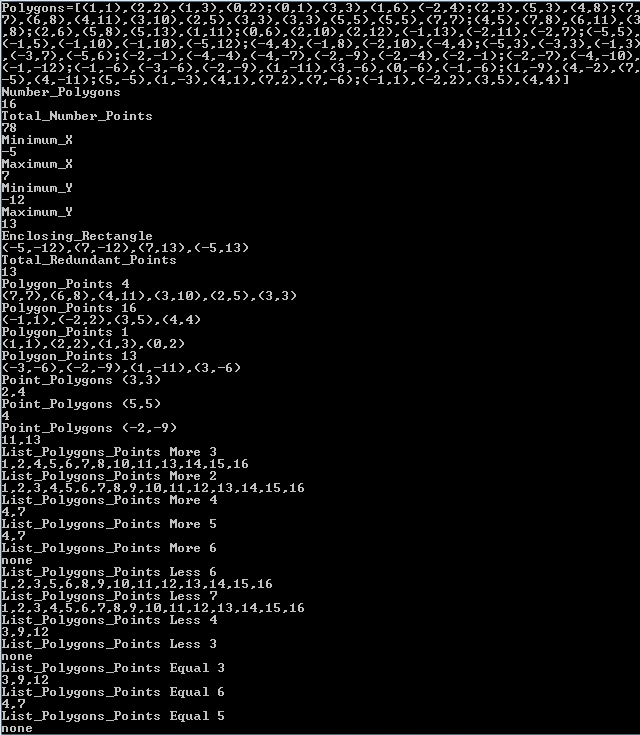 Polygons=[(1,1),(2,2),(1,3),(0,2);(0,1),(3,3),(1,6),(-2,4);(2,3),(5,3),(4,8);(7,
7),(6,8),(4,11),(3,10),(2,5),(3,3),(3,3),(5,5),(5,5),(7,7);(4,5),(7,8),(6,11),(3
,8);(2,6),(5,8),(5,13),(1,11);(0,6),(2,10),(2,12),(-1,13),(-2,11),(-2,7);(-5,5),
(-1,5),(-1,10),(-1,10),(-5,12);(-4,4),(-1,8),(-2,10),(-4,4);(-5,3),(-3,3),(-1,3)
,(-3,7),(-5,6);(-2,-1),(-4,-4),(-4,-7),(-2,-9),(-2,-4),(-2,-1);(-2,-7),(-4,-10),
(-1,-12);(-1,-6),(-3,-6),(-2,-9),(1,-11),(3,-6),(0,-6),(-1,-6);(1,-9),(4,-2),(7,
-5),(4,-11);(5,-5),(1,-3),(4,1),(7,2),(7,-6);(-1,1),(-2,2),(3,5),(4,4)]
Number_Polygons
16
Total_Number_Points
78
Minimum_X
-5
Maximum_X
7
Minimum_Y
-12
Maximum_Y
13
Enclosing_Rectangle
(-5,-12),(7,-12),(7,13),(-5,13)
Total_Redundant_Points
13
Polygon_Points 4
(7,7),(6,8),(4,11),(3,10),(2,5),(3,3)
Polygon_Points 16
(-1,1),(-2,2),(3,5),(4,4)
Polygon_Points 1
(1,1),(2,2),(1,3),(0,2)
Polygon_Points 13
(-3,-6),(-2,-9),(1,-11),(3,-6)
Point_Polygons (3,3)
2,4
Point_Polygons (5,5)
4
Point_Polygons (-2,-9)
11,13
List_Polygons_Points More 3
1,2,4,5,6,7,8,10,11,13,14,15,16
List_Polygons_Points More 2
1,2,3,4,5,6,7,8,9,10,11,12,13,14,15,16
List_Polygons_Points More 4
4,7
List_Polygons_Points More 5
4,7
List_Polygons_Points More 6
none
List_Polygons_Points Less 6
1,2,3,5,6,8,9,10,11,12,13,14,15,16
List_Polygons_Points Less 7
1,2,3,4,5,6,7,8,9,10,11,12,13,14,15,16
List_Polygons_Points Less 4
3,9,12
List_Polygons_Points Less 3
none
List_Polygons_Points Equal 3
3,9,12
List_Polygons_Points Equal 6
4,7
List_Polygons_Points Equal 5
none